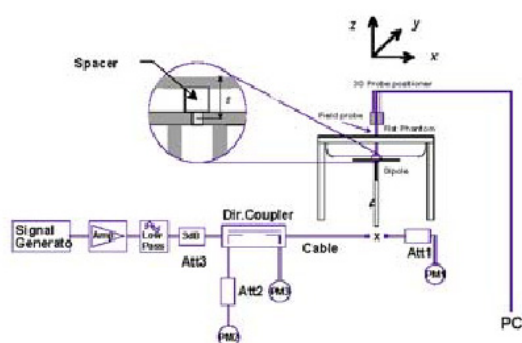 z
y
x
Spacer
s
3D Probe positioner
Field probe
Flat Phantom
Dipole
Dir.Coupler
Signal
Generato
Amp
Low
Pass
3dB
Cable
x
Att1
Att3
Att2
PM3
PM1
PM2
PC